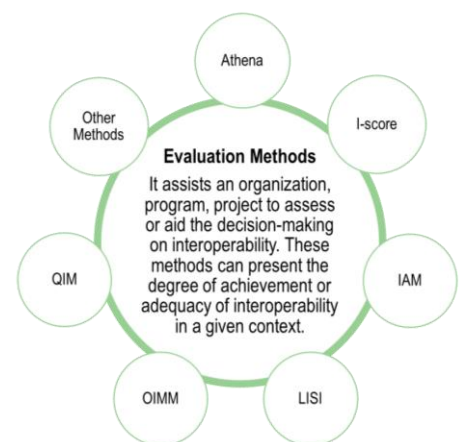 Athena
Other
Methods
I-score
Evaluation Methods
It assists an organization,
program, project to assess
or aid the decision-making
on interoperability. These
methods can present the
degree of achievement or
adequacy of interoperability
in a given context.
QIM
IAM
OIMM
LISI